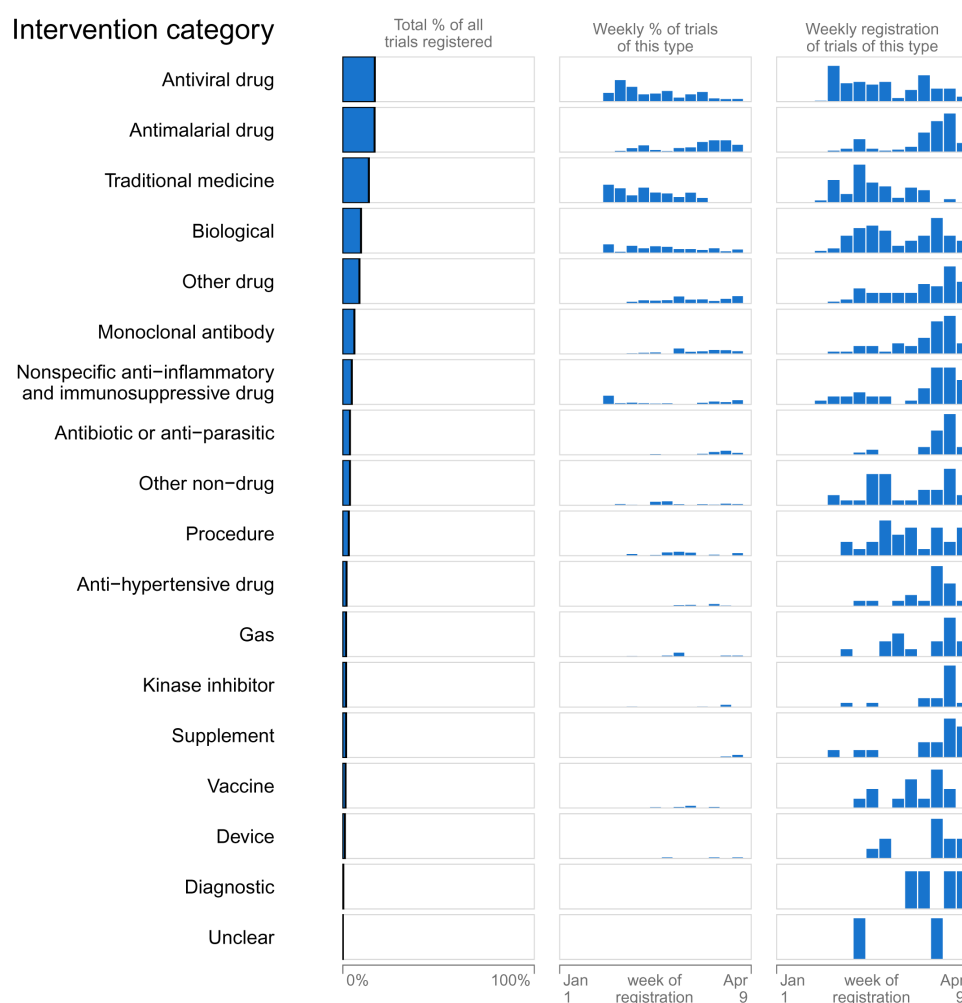 Intervention category
Total % of all
trials registered
Weekly % of trials
of this type
Weekly registration
of trials of this type
Antiviral drug
Antimalarial drug
Traditional medicine
Biological
Other drug
Monoclonal antibody
Nonspecific anti−inflammatory
and immunosuppressive drug
Antibiotic or anti−parasitic
Other non−drug
Procedure
Anti−hypertensive drug
Gas
Kinase inhibitor
Supplement
Vaccine
Device
Diagnostic
Unclear
0% 100%
Jan week of Apr
1 registration 9
Jan week of Apr
1 registration 9